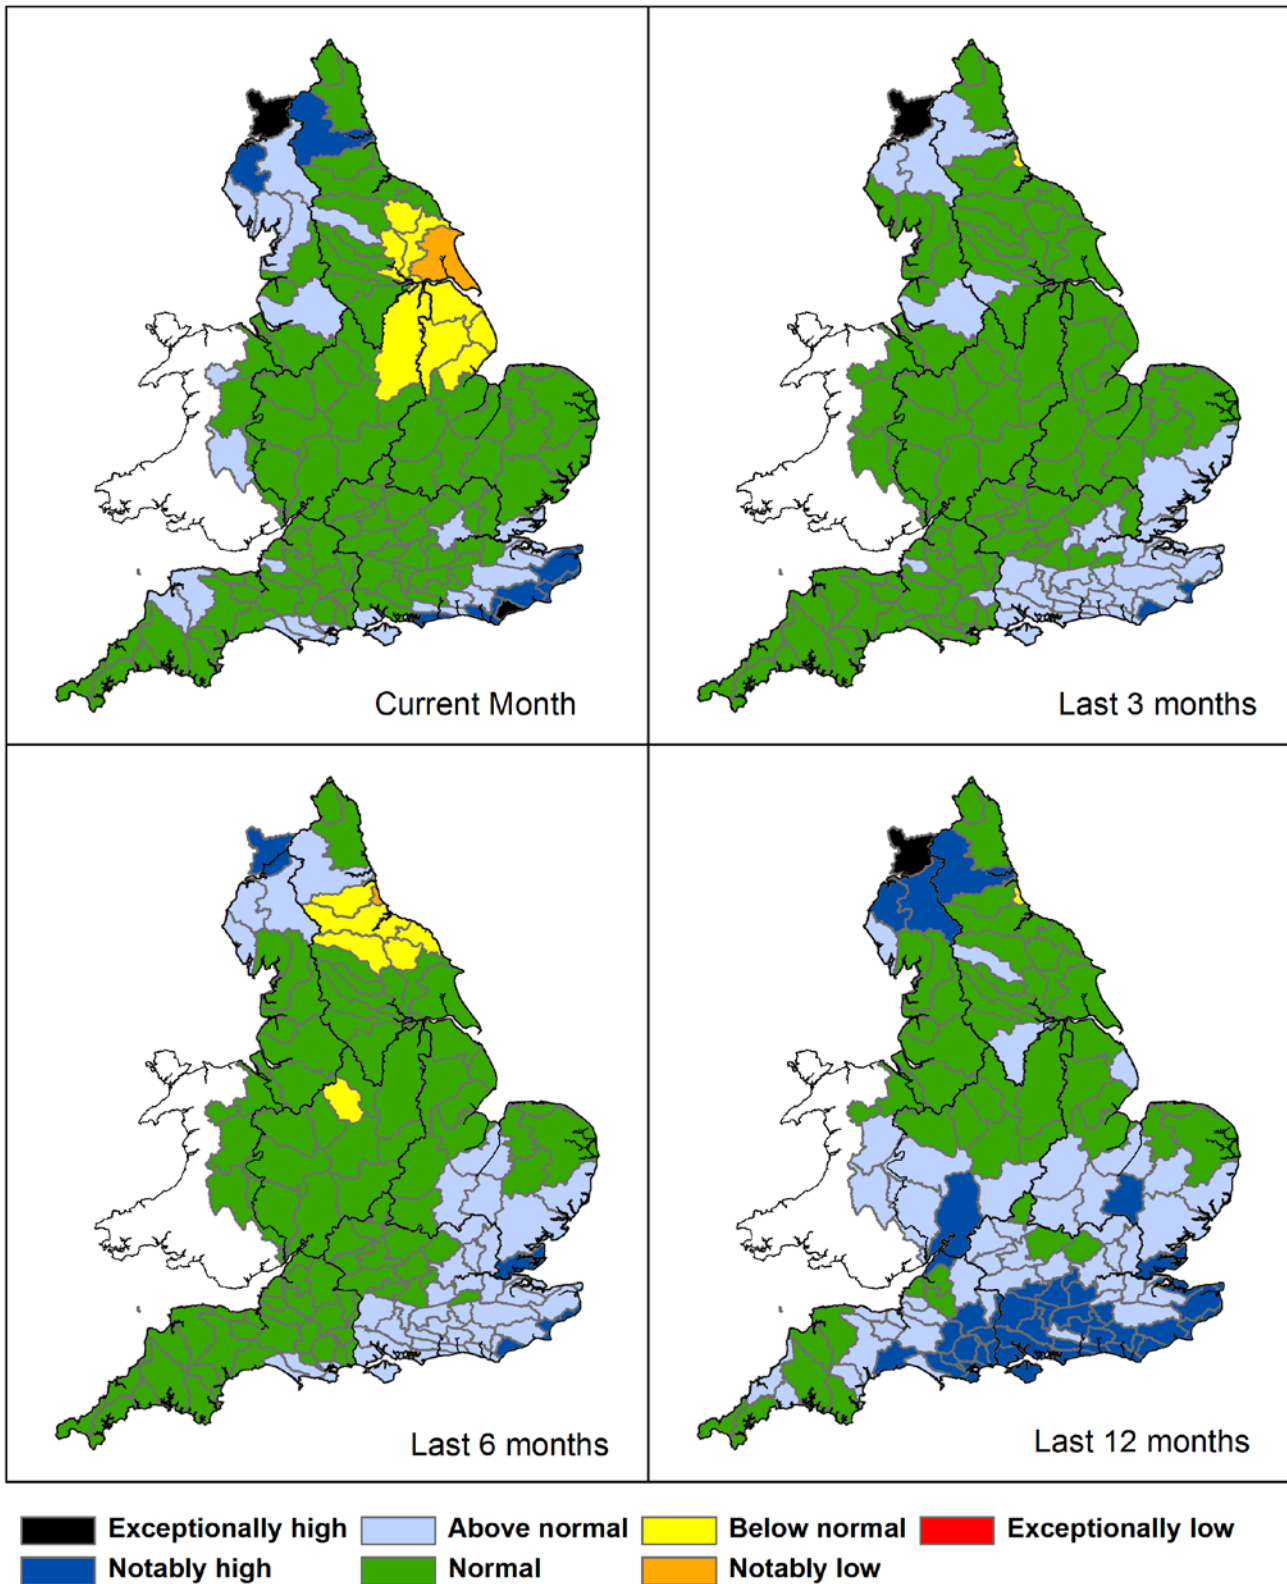 Current Month
Last 3 months
Last 6 months
Last 12 months
Exceptionally high
Above normal
Below normal
Exceptionally low
Notably high
Normal
Notably low